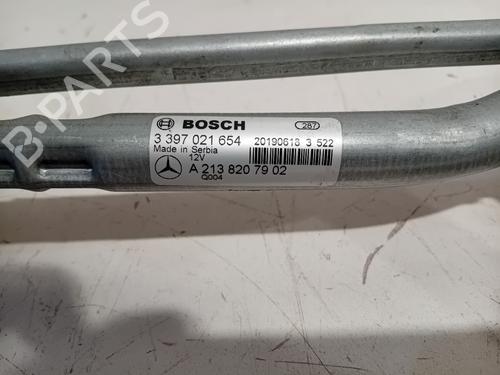 B-PARTS
BOSCH
287
3 397 021 654
20190618 3 522
Made in Serbia
12V
A 213 820 79 02
Q004